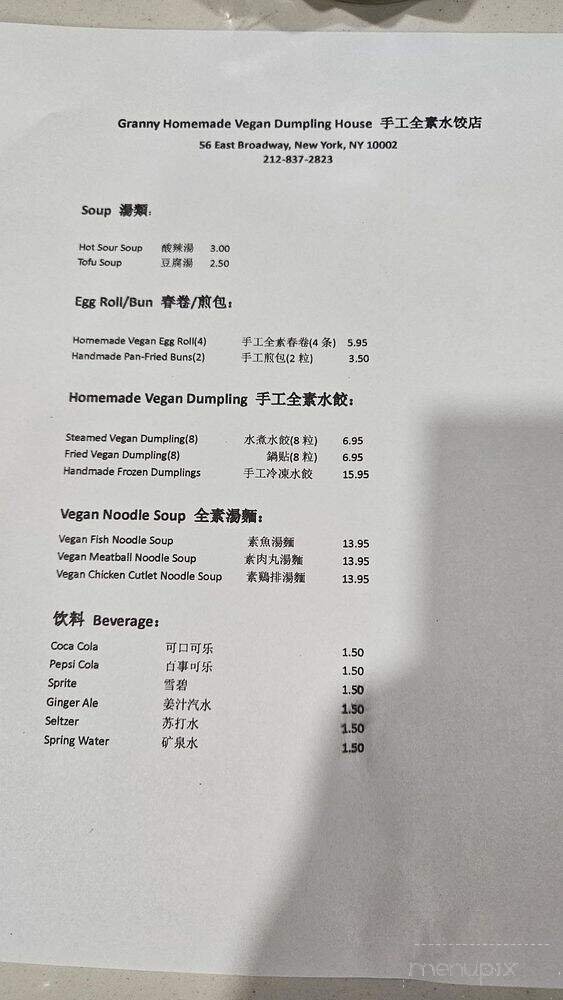 Granny Homemade Vegan Dumpling House 手工全素水饺店
56 East Broadway, New York, NY 10002
212-837-2823
Soup 湯類:
Hot Sour Soup 酸辣湯 3.00
Tofu Soup 豆腐湯 2.50
Egg Roll/Bun 春卷/煎包:
Homemade Vegan Egg Roll(4) 手工全素春卷(4 条) 5.95
Handmade Pan-Fried Buns(2) 手工煎包(2 粒) 3.50
Homemade Vegan Dumpling 手工全素水餃:
Steamed Vegan Dumpling(8) 水煮水餃(8 粒) 6.95
Fried Vegan Dumpling(8) 鍋貼(8 粒) 6.95
Handmade Frozen Dumplings 手工冷凍水餃 15.95
Vegan Noodle Soup 全素湯麵:
Vegan Fish Noodle Soup 素魚湯麵 13.95
Vegan Meatball Noodle Soup 素肉丸湯麵 13.95
Vegan Chicken Cutlet Noodle Soup 素鷄排湯麵 13.95
饮料 Beverage:
Coca Cola 可口可乐 1.50
Pepsi Cola 百事可乐 1.50
Sprite 雪碧 1.50
Ginger Ale 姜汁汽水 1.50
Seltzer 苏打水 1.50
Spring Water 矿泉水 1.50
menupix